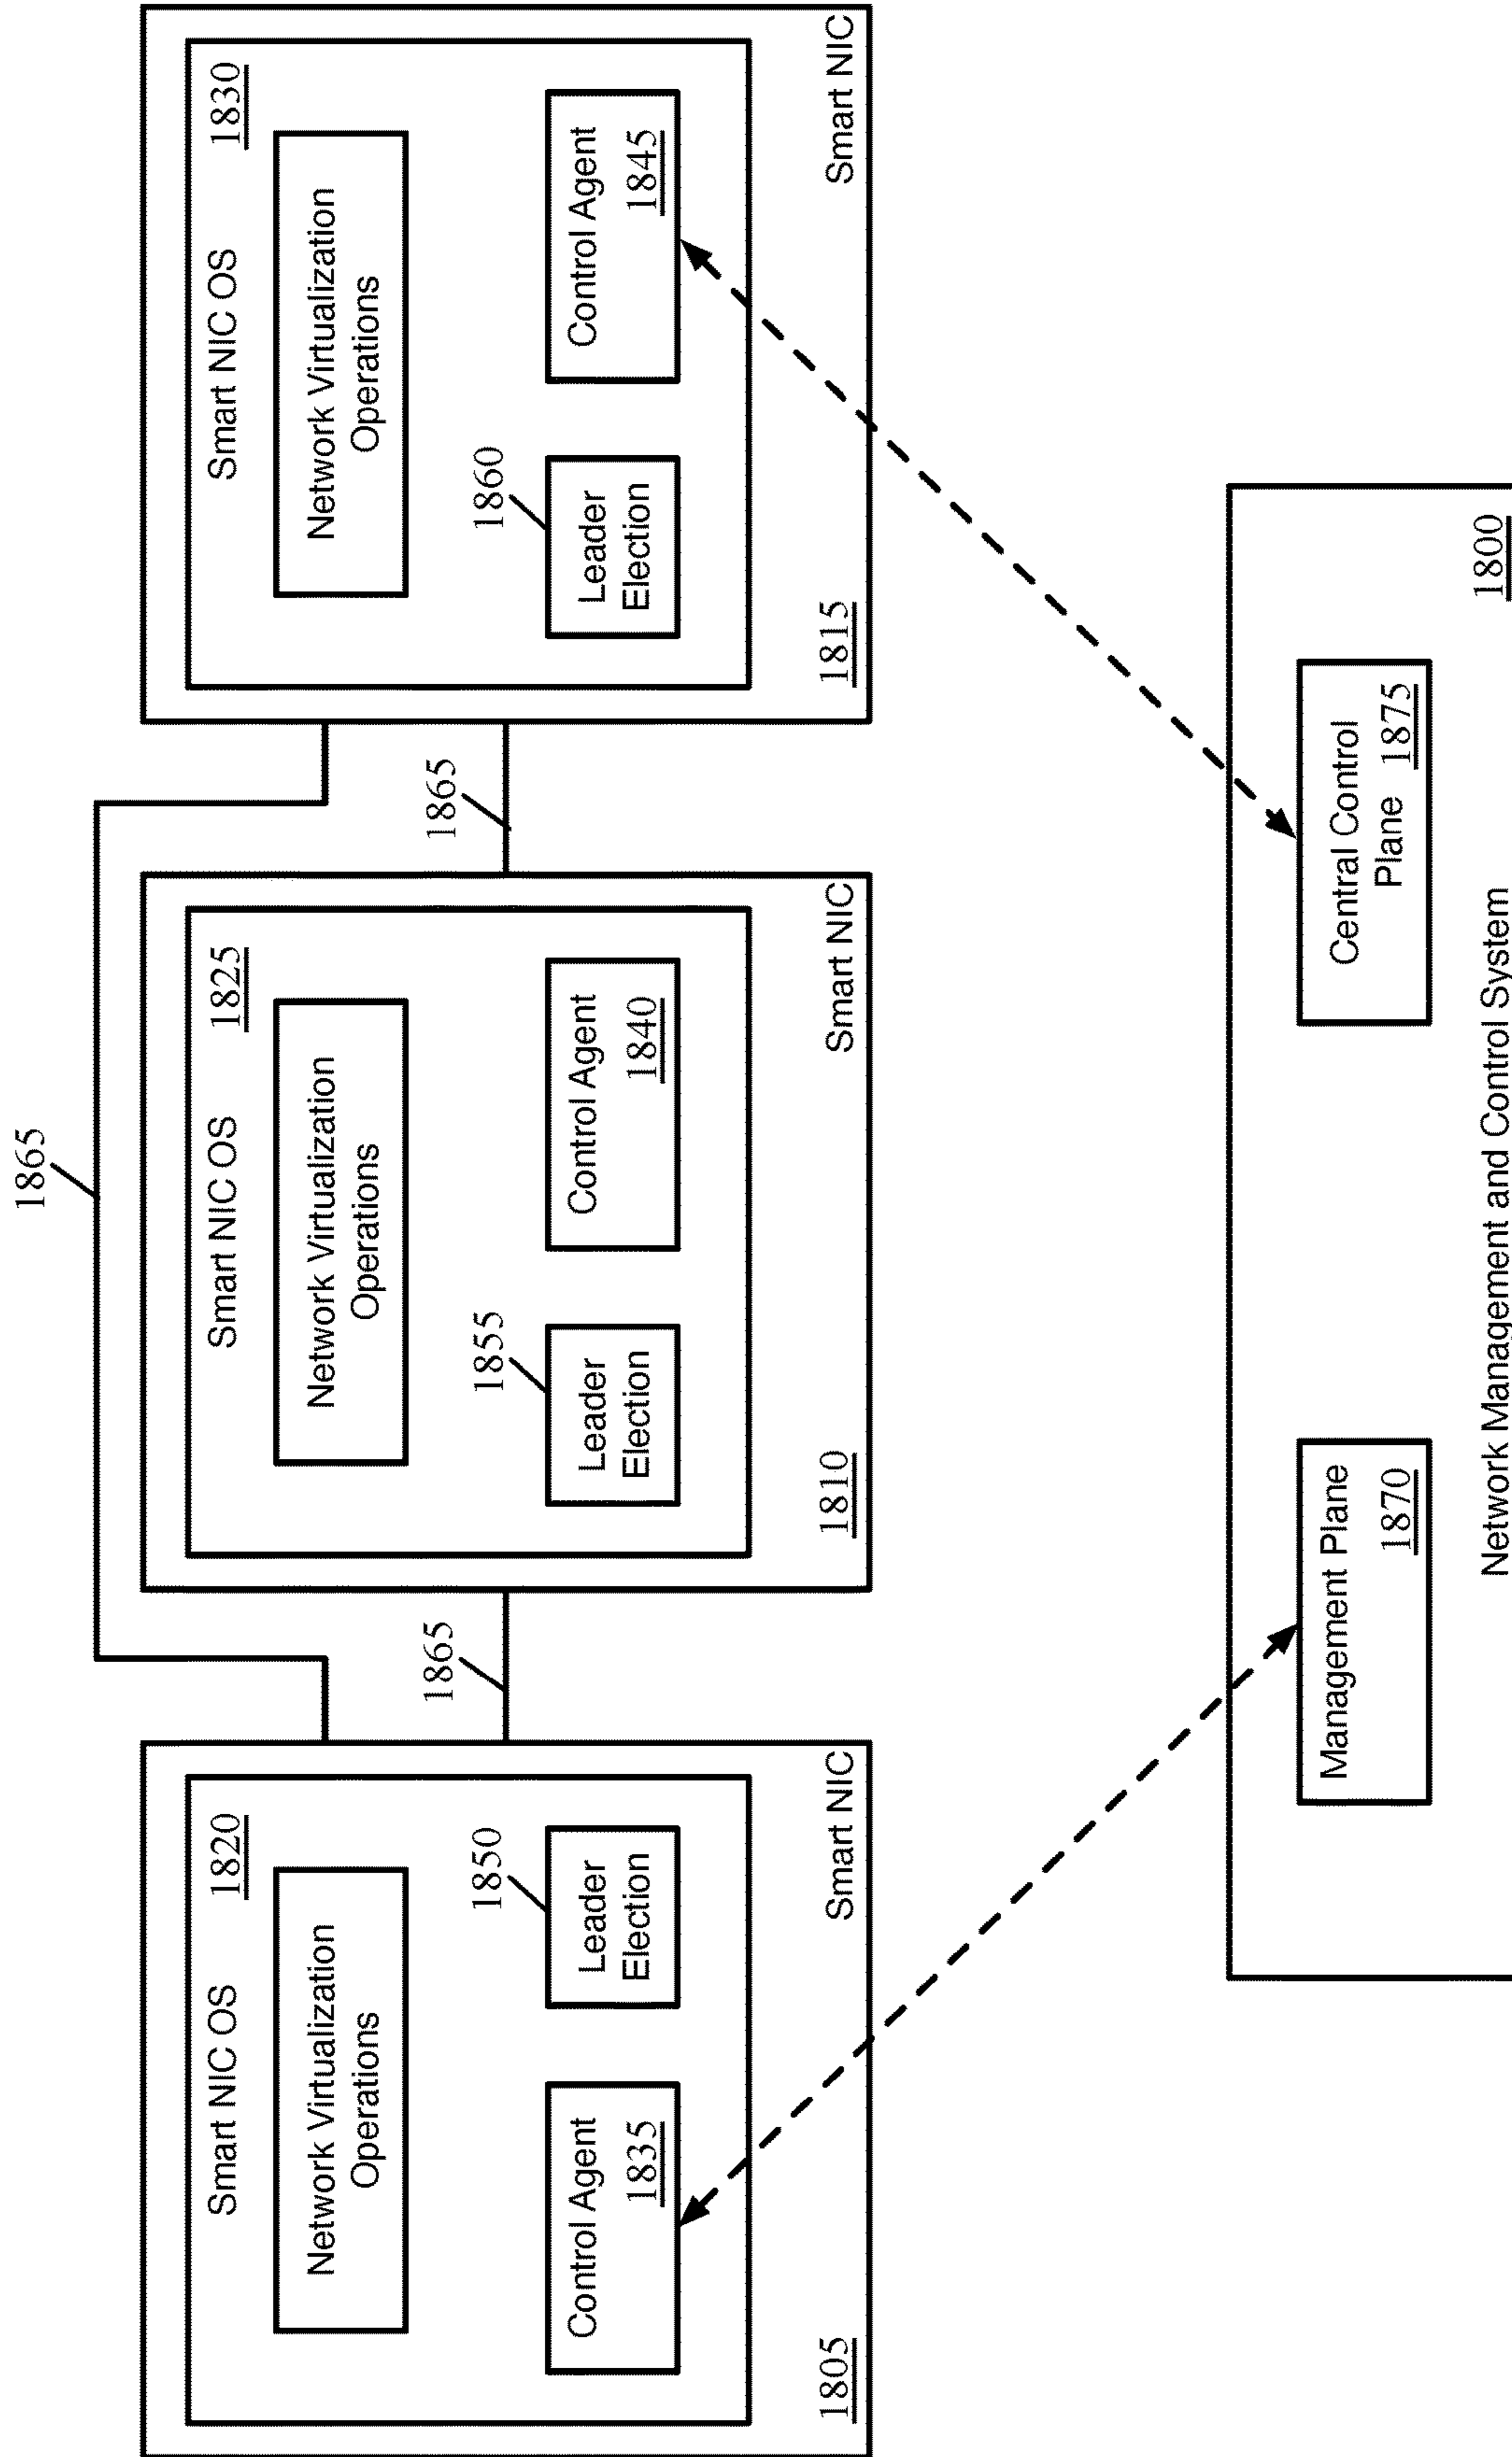 1865
Smart NIC OS 1820
Network Virtualization
Operations
Control Agent
1835
1850
Leader
Election
1805
Smart NIC
1865
Smart NIC OS 1825
Network Virtualization
Operations
1855
Leader
Election
Control Agent
1840
1810
Smart NIC
1865
Smart NIC OS 1830
Network Virtualization
Operations
1860
Leader
Election
Control Agent
1845
1815
Smart NIC
Management Plane
1870
Central Control
Plane 1875
Network Management and Control System
1800